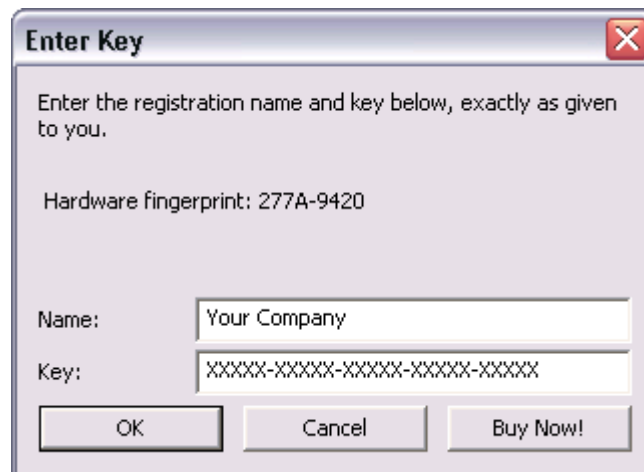 Enter Key
Enter the registration name and key below, exactly as given
to you.
Hardware fingerprint: 277A-9420
Name: Your Company
Key: XXXXX-XXXXX-XXXXX-XXXXX-XXXXX
OK Cancel Buy Now!